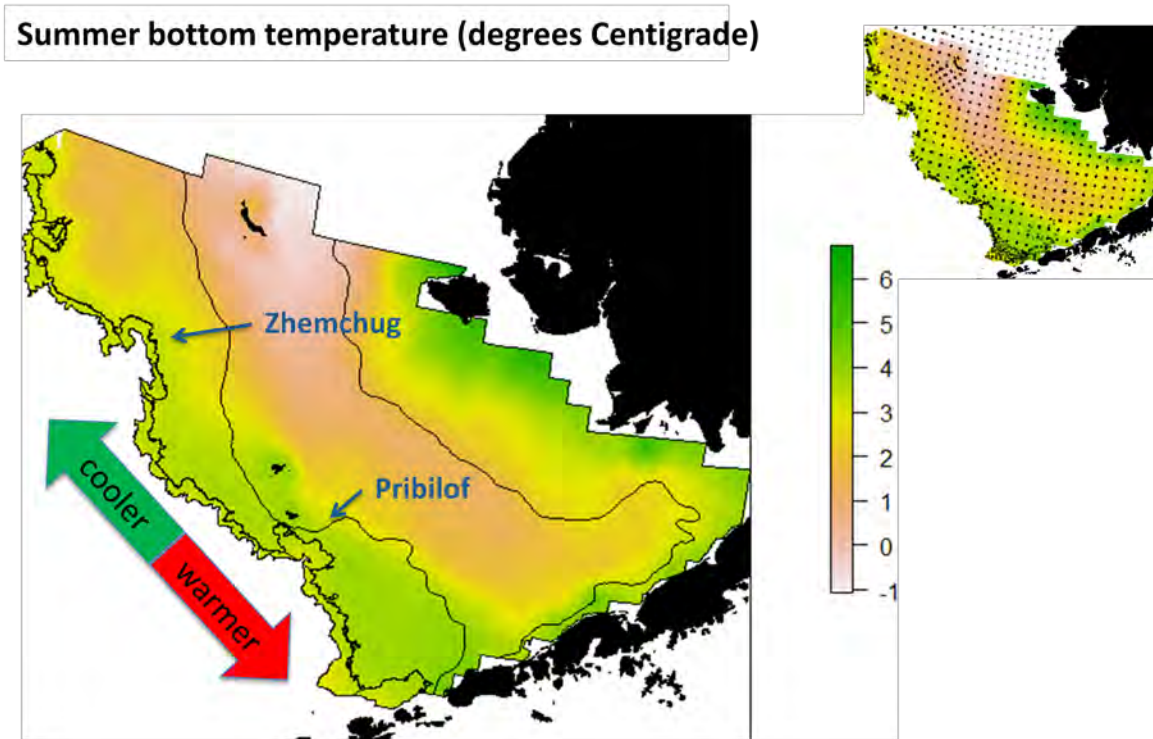 Summer bottom temperature (degrees Centigrade)
Zhemchug
Pribilof
cooler
warmer
6
5
4
3
2
1
0
-1